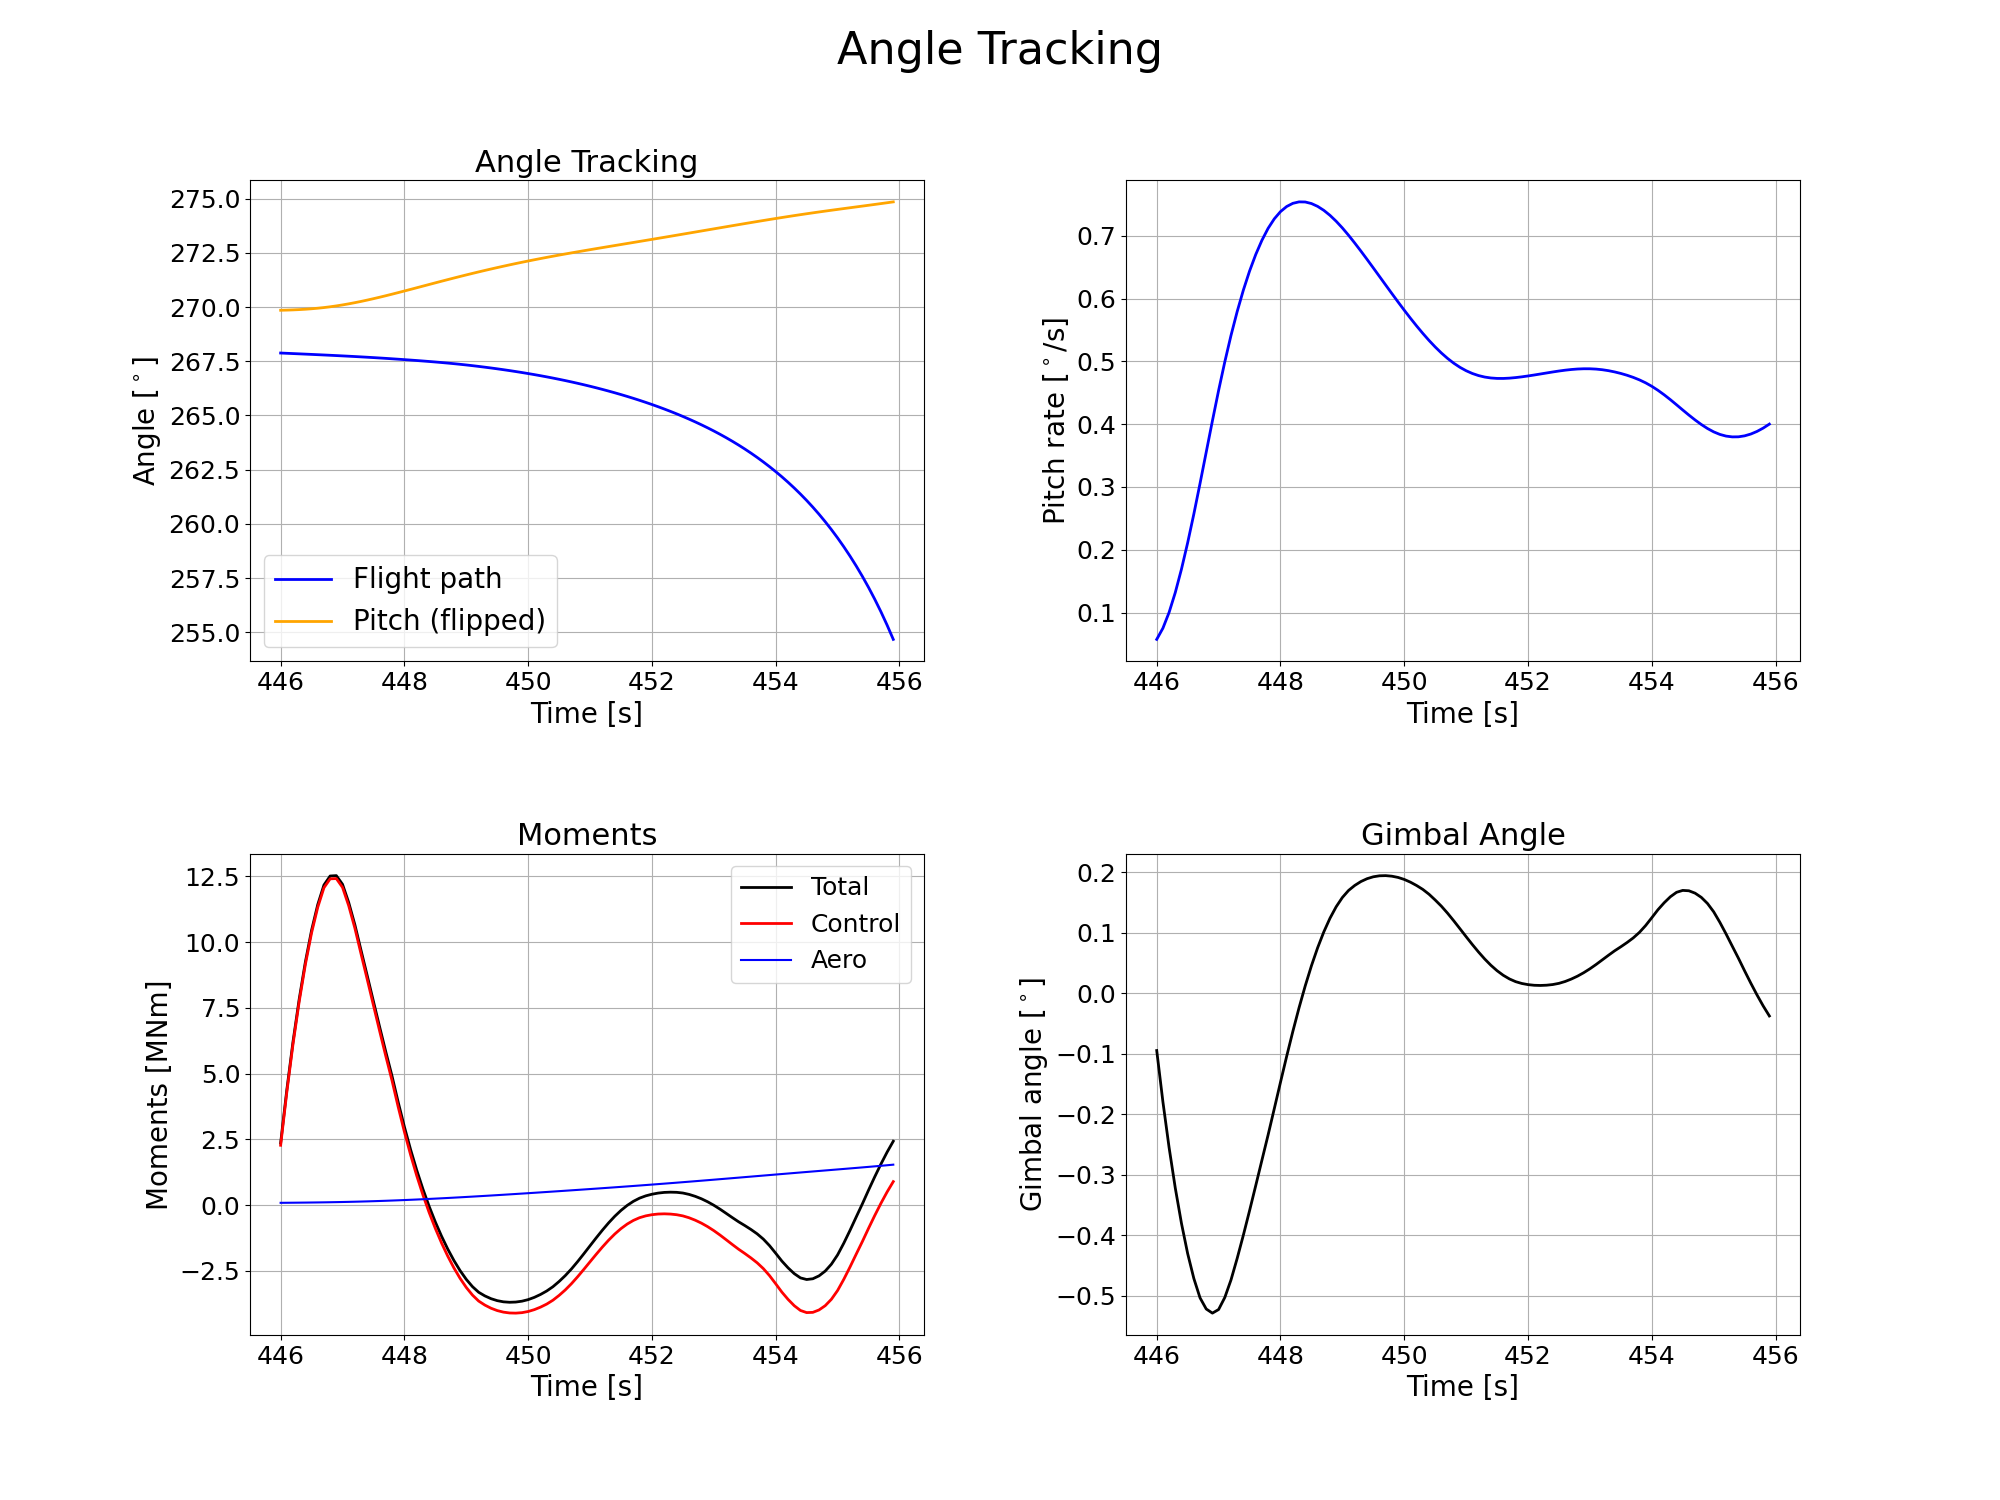 Angle Tracking
Angle Tracking
275.0
272.5
270.0
267.5
265.0
262.5
260.0
257.5
255.0
Angle [°]
Flight path
Pitch (flipped)
446 448 450 452 454 456
Time [s]
0.7
0.6
0.5
0.4
0.3
0.2
0.1
Pitch rate [°/s]
446 448 450 452 454 456
Time [s]
Moments
12.5
10.0
7.5
5.0
2.5
0.0
−2.5
Moments [MNm]
Total
Control
Aero
446 448 450 452 454 456
Time [s]
Gimbal Angle
0.2
0.1
0.0
−0.1
−0.2
−0.3
−0.4
−0.5
Gimbal angle [°]
446 448 450 452 454 456
Time [s]